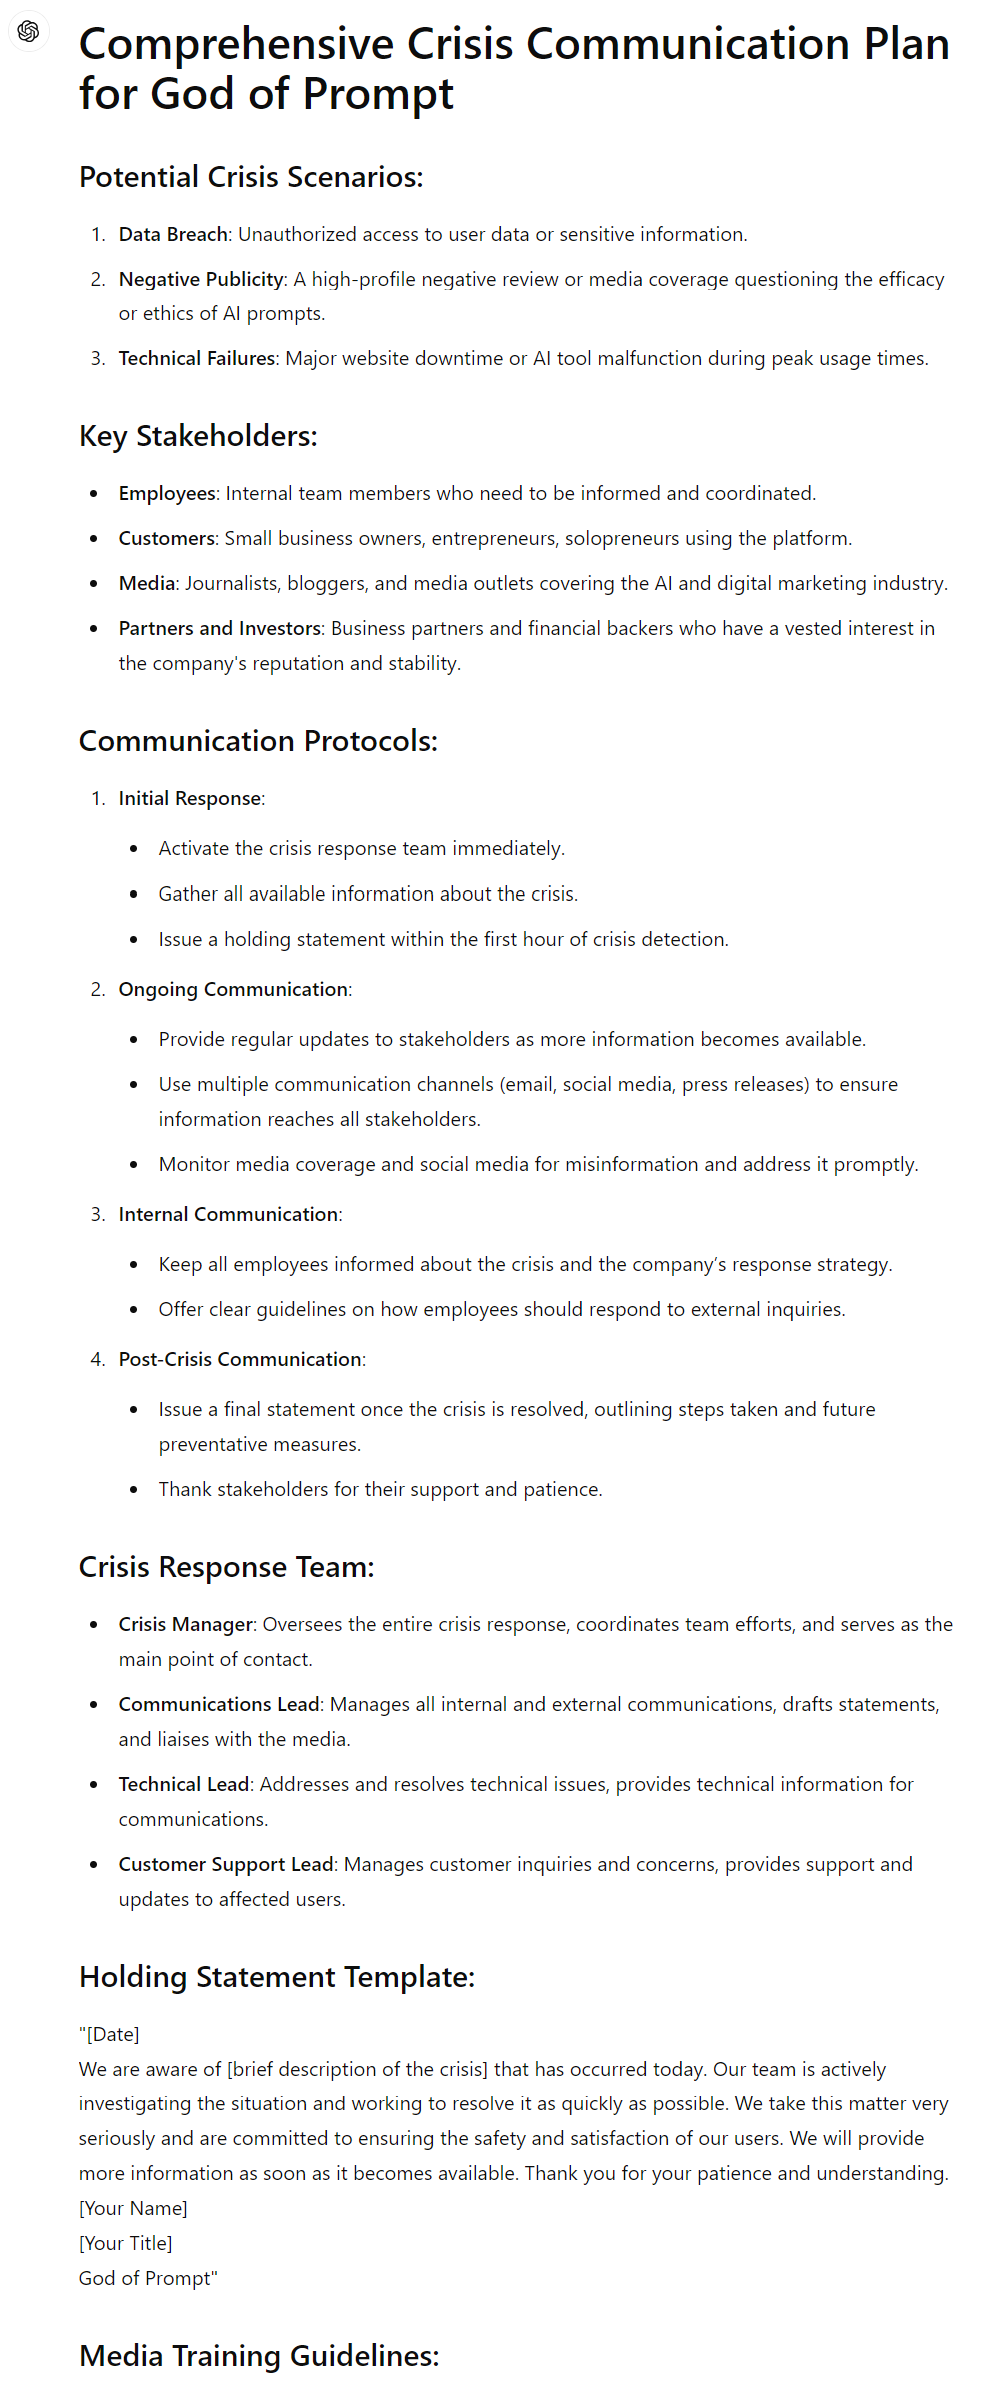 Comprehensive Crisis Communication Plan
for God of Prompt
Potential Crisis Scenarios:
1. Data Breach: Unauthorized access to user data or sensitive information.
2. Negative Publicity: A high-profile negative review or media coverage questioning the efficacy
or ethics of AI prompts.
3. Technical Failures: Major website downtime or AI tool malfunction during peak usage times.
Key Stakeholders:
• Employees: Internal team members who need to be informed and coordinated.
• Customers: Small business owners, entrepreneurs, solopreneurs using the platform.
• Media: Journalists, bloggers, and media outlets covering the AI and digital marketing industry.
• Partners and Investors: Business partners and financial backers who have a vested interest in
the company's reputation and stability.
Communication Protocols:
1. Initial Response:
• Activate the crisis response team immediately.
• Gather all available information about the crisis.
• Issue a holding statement within the first hour of crisis detection.
2. Ongoing Communication:
• Provide regular updates to stakeholders as more information becomes available.
• Use multiple communication channels (email, social media, press releases) to ensure
information reaches all stakeholders.
• Monitor media coverage and social media for misinformation and address it promptly.
3. Internal Communication:
• Keep all employees informed about the crisis and the company’s response strategy.
• Offer clear guidelines on how employees should respond to external inquiries.
4. Post-Crisis Communication:
• Issue a final statement once the crisis is resolved, outlining steps taken and future
preventative measures.
• Thank stakeholders for their support and patience.
Crisis Response Team:
• Crisis Manager: Oversees the entire crisis response, coordinates team efforts, and serves as the
main point of contact.
• Communications Lead: Manages all internal and external communications, drafts statements,
and liaises with the media.
• Technical Lead: Addresses and resolves technical issues, provides technical information for
communications.
• Customer Support Lead: Manages customer inquiries and concerns, provides support and
updates to affected users.
Holding Statement Template:
"[Date]
We are aware of [brief description of the crisis] that has occurred today. Our team is actively
investigating the situation and working to resolve it as quickly as possible. We take this matter very
seriously and are committed to ensuring the safety and satisfaction of our users. We will provide
more information as soon as it becomes available. Thank you for your patience and understanding.
[Your Name]
[Your Title]
God of Prompt"
Media Training Guidelines: